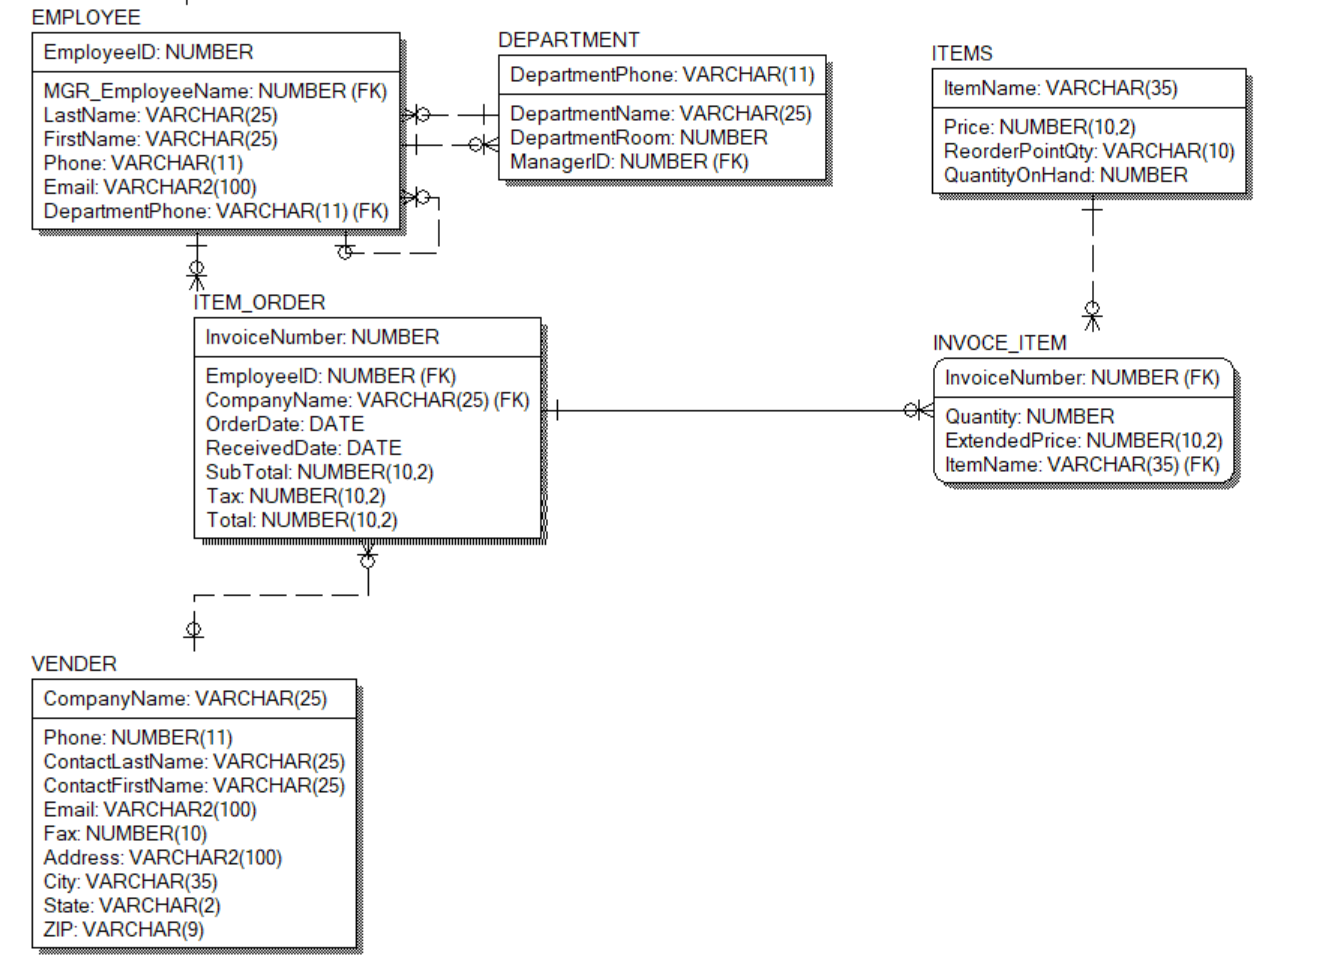 EMPLOYEE
EmployeeID: NUMBER
MGR_EmployeeName: NUMBER (FK)
LastName: VARCHAR(25)
FirstName: VARCHAR(25)
Phone: VARCHAR(11)
Email: VARCHAR2(100)
DepartmentPhone: VARCHAR(11) (FK)
DEPARTMENT
DepartmentPhone: VARCHAR(11)
DepartmentName: VARCHAR(25)
DepartmentRoom: NUMBER
ManagerID: NUMBER (FK)
ITEMS
ItemName: VARCHAR(35)
Price: NUMBER(10,2)
ReorderPointQty: VARCHAR(10)
QuantityOnHand: NUMBER
ITEM_ORDER
InvoiceNumber: NUMBER
EmployeeID: NUMBER (FK)
CompanyName: VARCHAR(25) (FK)
OrderDate: DATE
ReceivedDate: DATE
SubTotal: NUMBER(10,2)
Tax: NUMBER(10,2)
Total: NUMBER(10,2)
INVOCE_ITEM
InvoiceNumber: NUMBER (FK)
Quantity: NUMBER
ExtendedPrice: NUMBER(10,2)
ItemName: VARCHAR(35) (FK)
VENDER
CompanyName: VARCHAR(25)
Phone: NUMBER(11)
ContactLastName: VARCHAR(25)
ContactFirstName: VARCHAR(25)
Email: VARCHAR2(100)
Fax: NUMBER(10)
Address: VARCHAR2(100)
City: VARCHAR(35)
State: VARCHAR(2)
ZIP: VARCHAR(9)